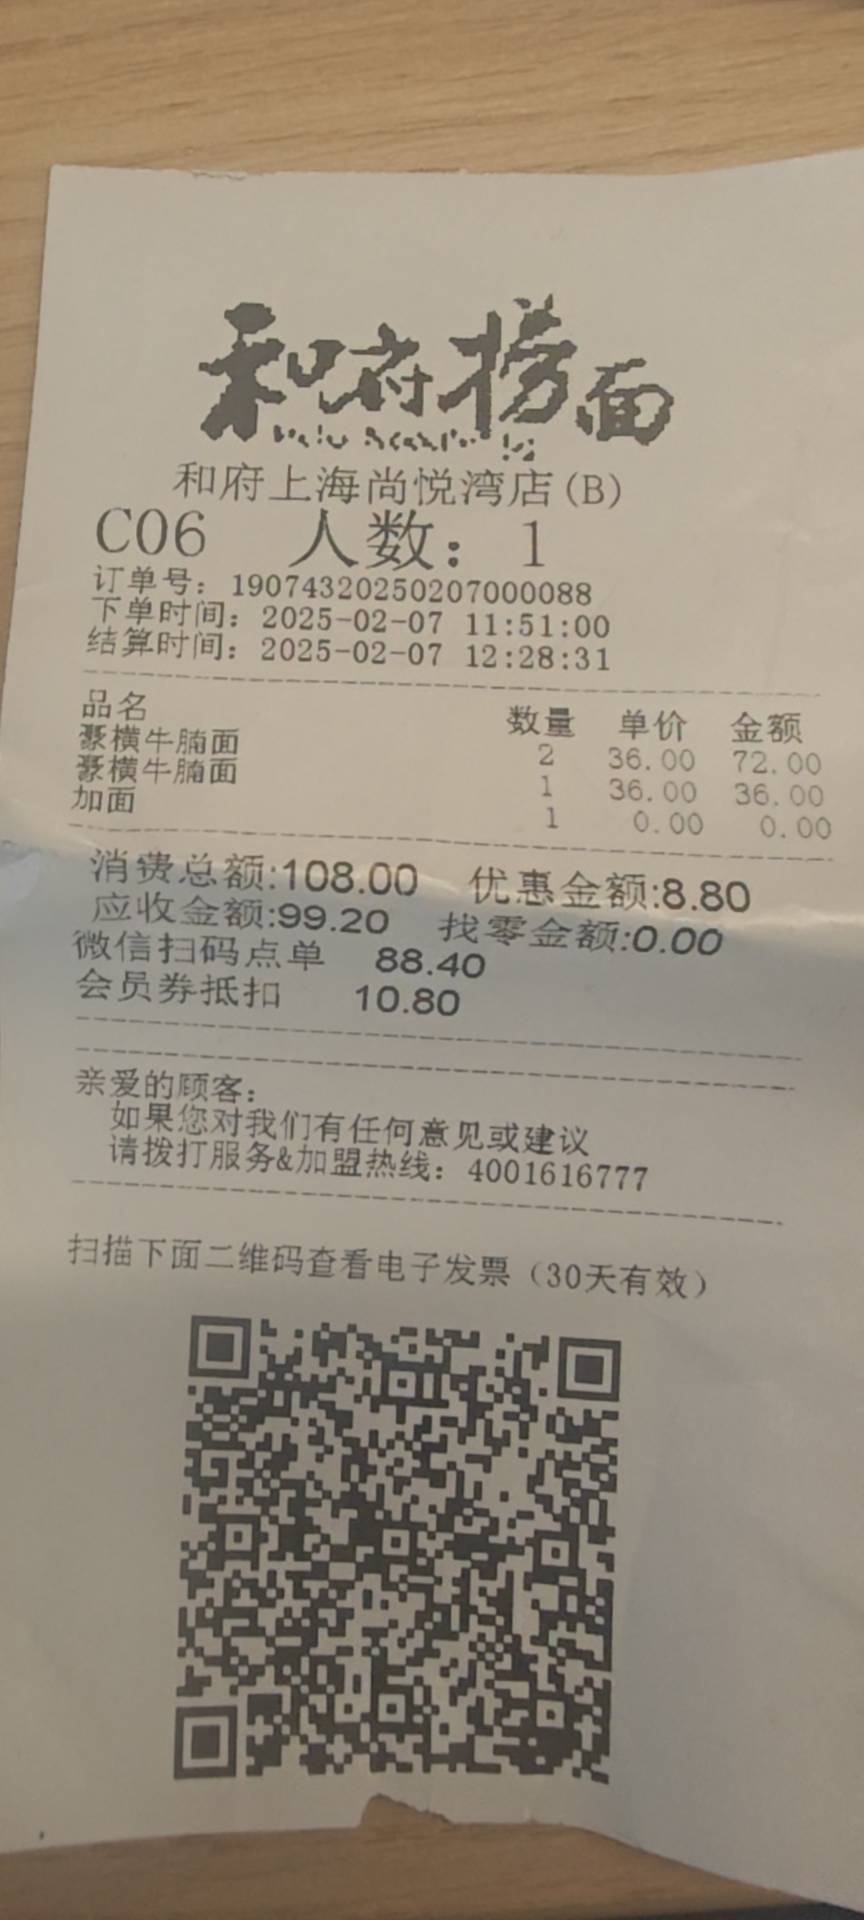 和府捞面
和府上海尚悦湾店(B)
C06 人数：1
订单号：19074320250207000088
下单时间：2025-02-07 11:51:00
结算时间：2025-02-07 12:28:31
品名 数量 单价 金额
豪横牛腩面 2 36.00 72.00
豪横牛腩面 1 36.00 36.00
加面 1 0.00 0.00
消费总额:108.00 优惠金额:8.80
应收金额:99.20 找零金额:0.00
微信扫码点单 88.40
会员券抵扣 10.80
亲爱的顾客：
如果您对我们有任何意见或建议
请拨打服务&加盟热线：4001616777
扫描下面二维码查看电子发票（30天有效）